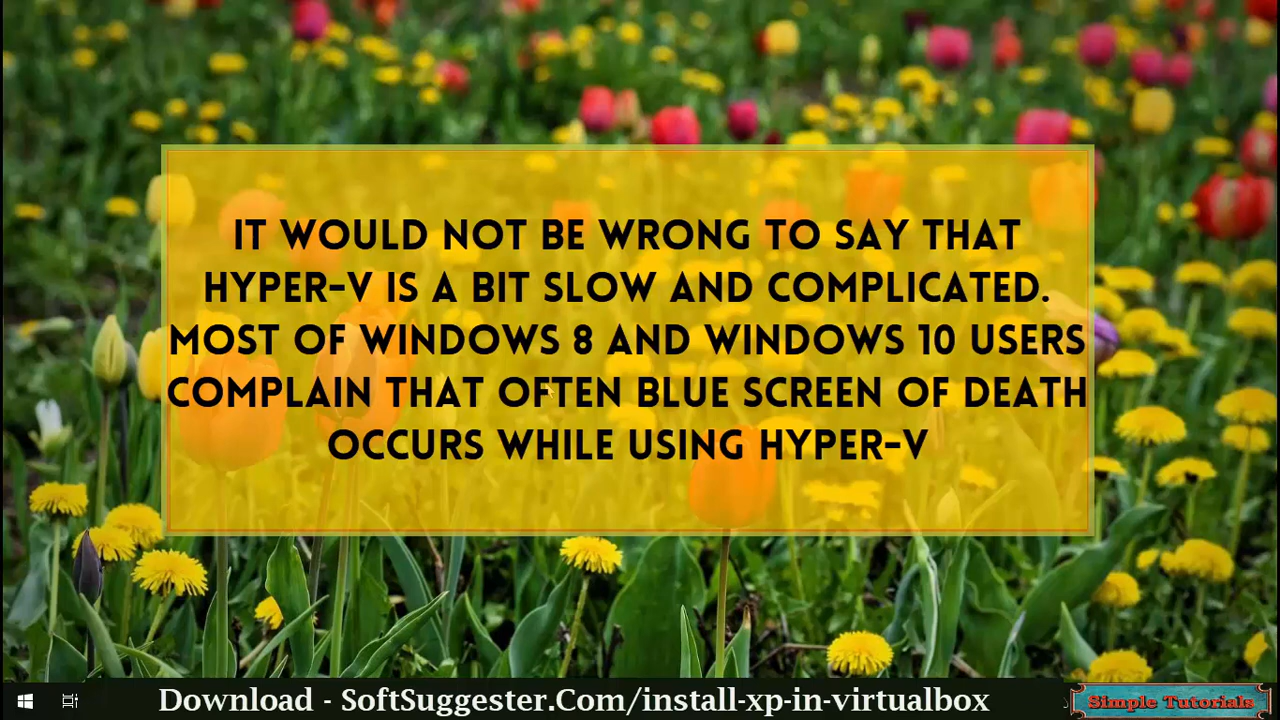 IT WOULD NOT BE WRONG TO SAY THAT
HYPER-V IS A BIT SLOW AND COMPLICATED.
MOST OF WINDOWS 8 AND WINDOWS 10 USERS
COMPLAIN THAT OFTEN BLUE SCREEN OF DEATH
OCCURS WHILE USING HYPER-V
Download - SoftSuggester.Com/install-xp-in-virtualbox
Simple Tutorials